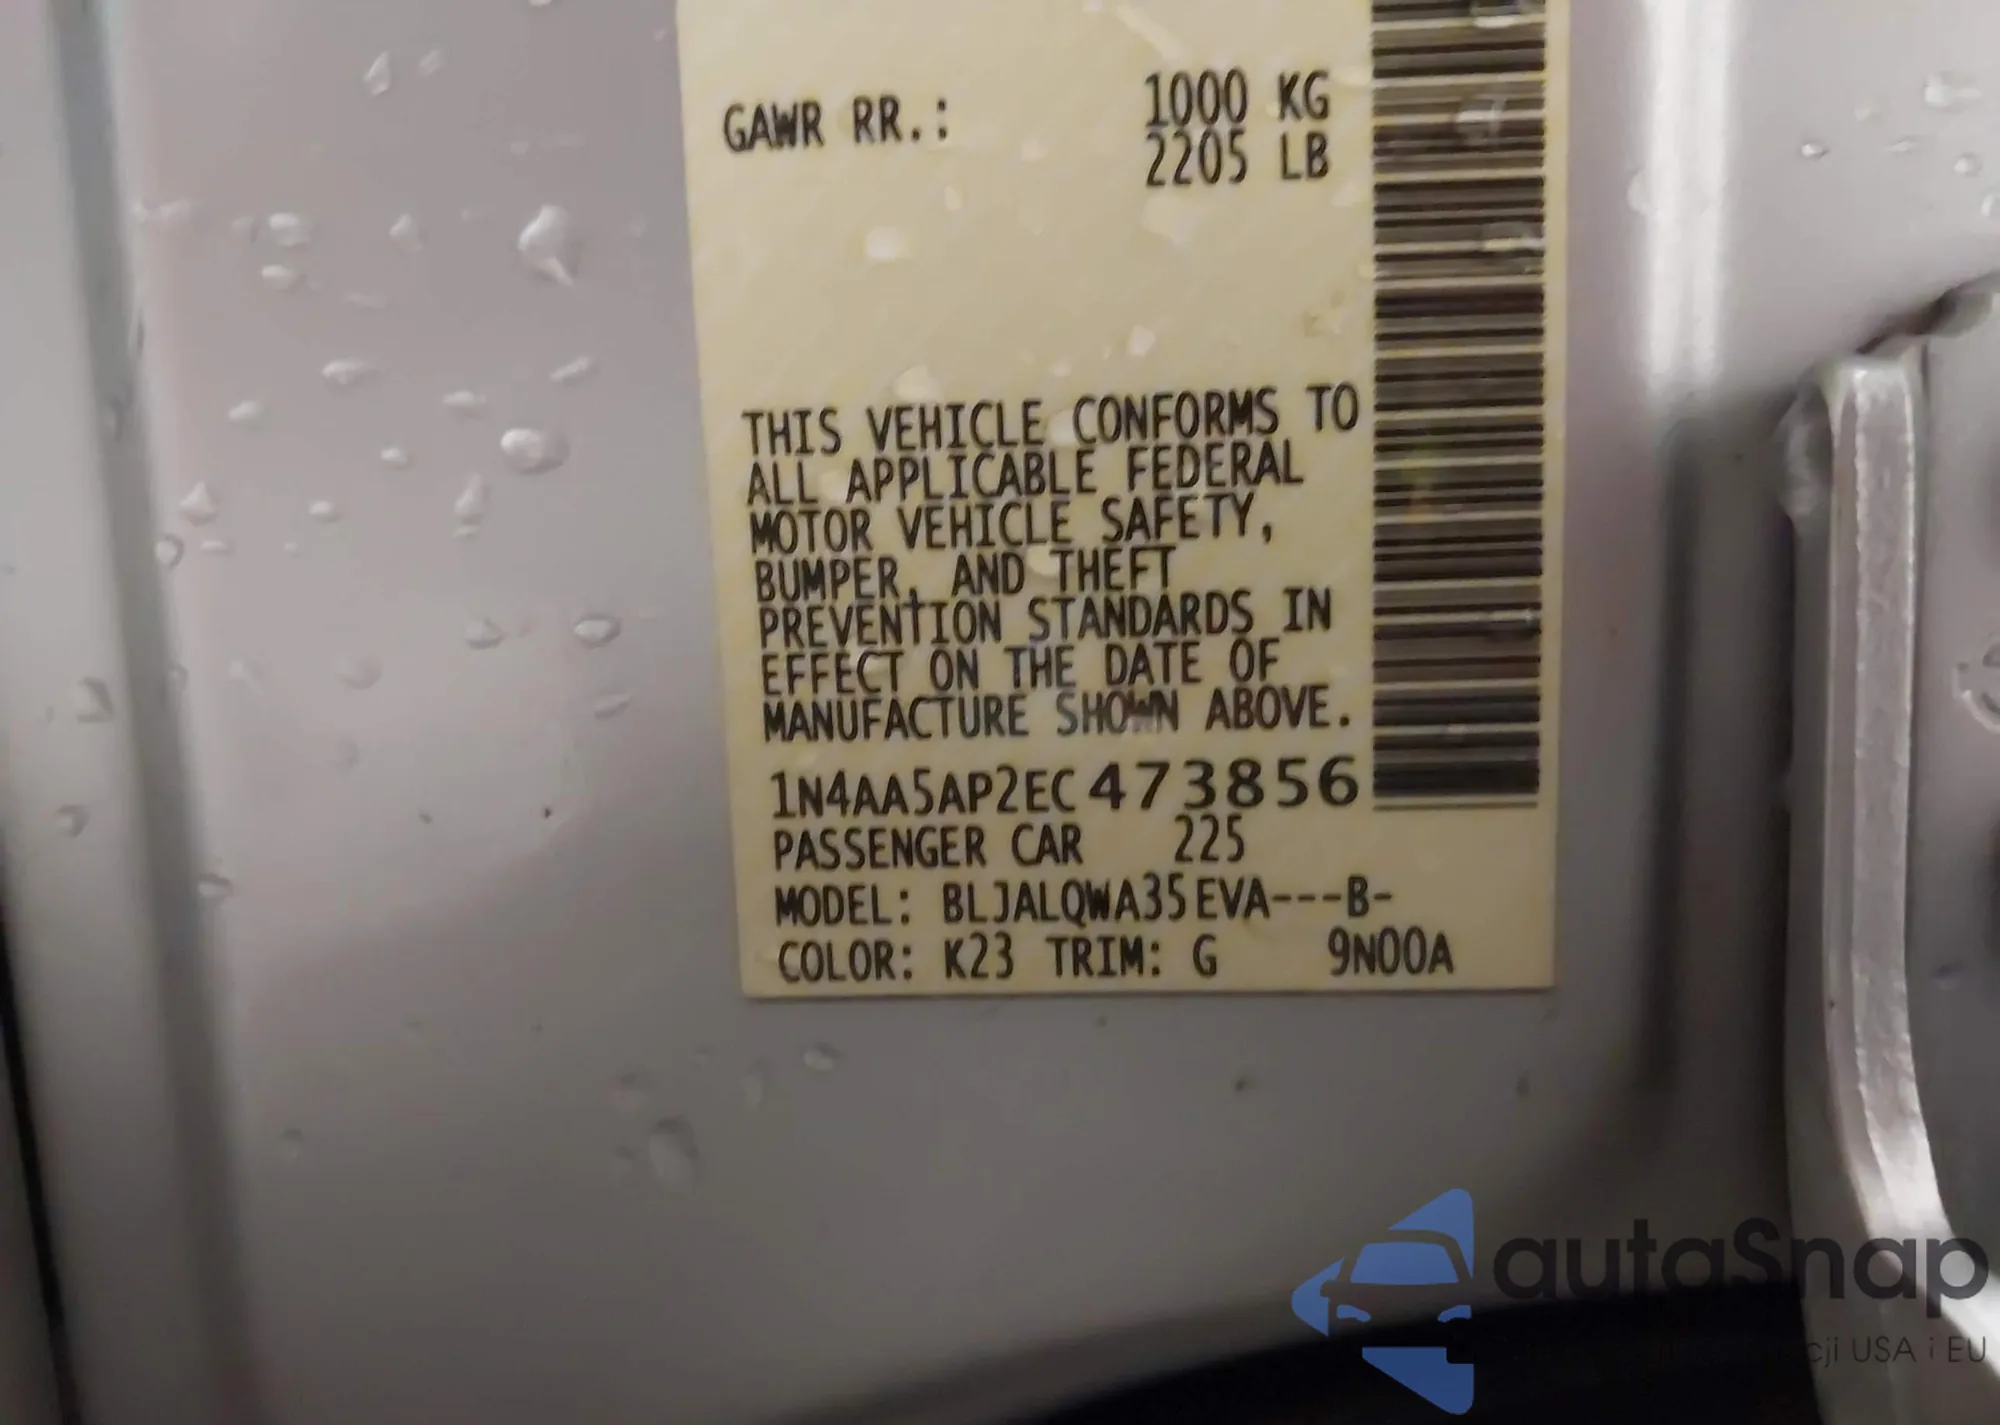 GAWR RR.: 1000 KG
2205 LB
THIS VEHICLE CONFORMS TO
ALL APPLICABLE FEDERAL
MOTOR VEHICLE SAFETY,
BUMPER, AND THEFT
PREVENTION STANDARDS IN
EFFECT ON THE DATE OF
MANUFACTURE SHOWN ABOVE.
1N4AA5AP2EC473856
PASSENGER CAR 225
MODEL: BLJALQWA35EVA---B-
COLOR: K23 TRIM: G 9N00A
autaSnap
USA i EU